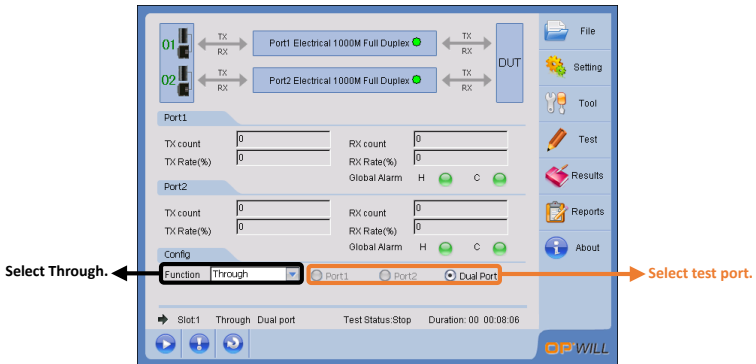 01
TX
RX
Port1 Electrical 1000M Full Duplex
TX
RX
DUT
02
TX
RX
Port2 Electrical 1000M Full Duplex
TX
RX
Port1
TX count 0 RX count 0
TX Rate(%) 0 RX Rate(%) 0
Global Alarm H C
Port2
TX count 0 RX count 0
TX Rate(%) 0 RX Rate(%) 0
Global Alarm H C
Config
Select Through.
Function Through Port1 Port2 Dual Port
Select test port.
Slot:1 Through Dual port Test Status:Stop Duration: 00 00:08:06
File
Setting
Tool
Test
Results
Reports
About
OPWILL